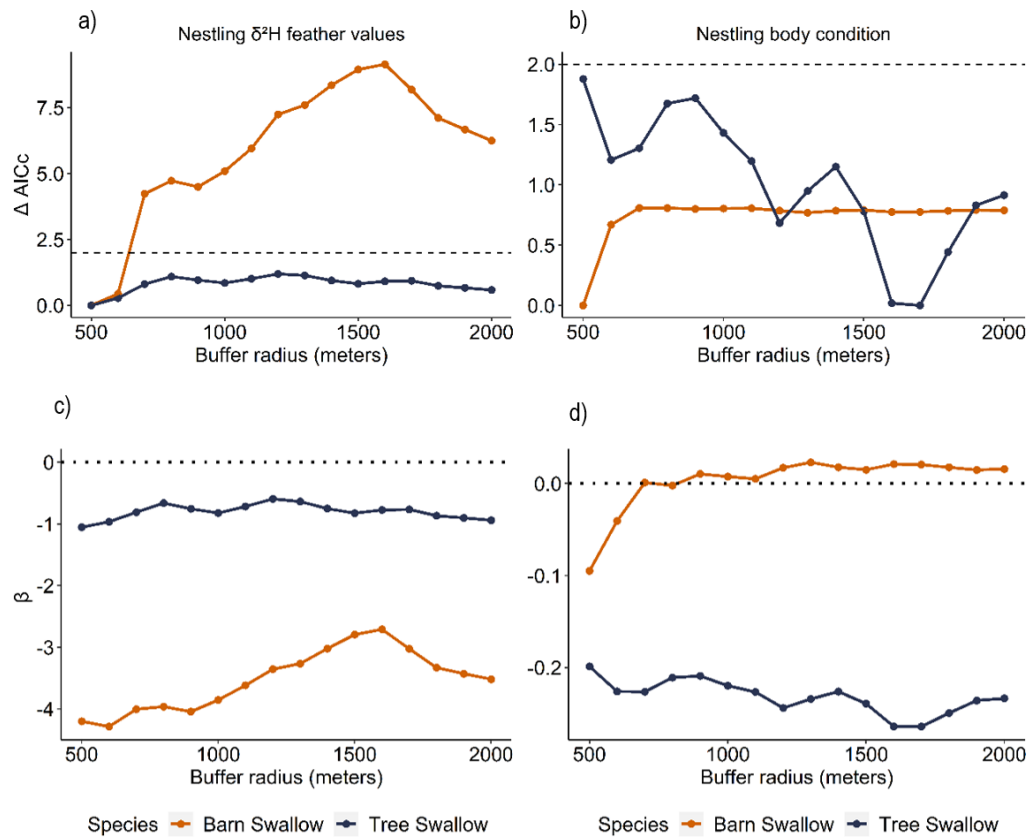 a)
Nestling δ²H feather values
Δ AICc
7.5
5.0
2.5
0.0
500
1000
1500
2000
Buffer radius (meters)
b)
Nestling body condition
2.0
1.5
1.0
0.5
0.0
500
1000
1500
2000
Buffer radius (meters)
c)
β
0
-1
-2
-3
-4
500
1000
1500
2000
Buffer radius (meters)
d)
0.0
-0.1
-0.2
500
1000
1500
2000
Buffer radius (meters)
Species Barn Swallow Tree Swallow
Species Barn Swallow Tree Swallow